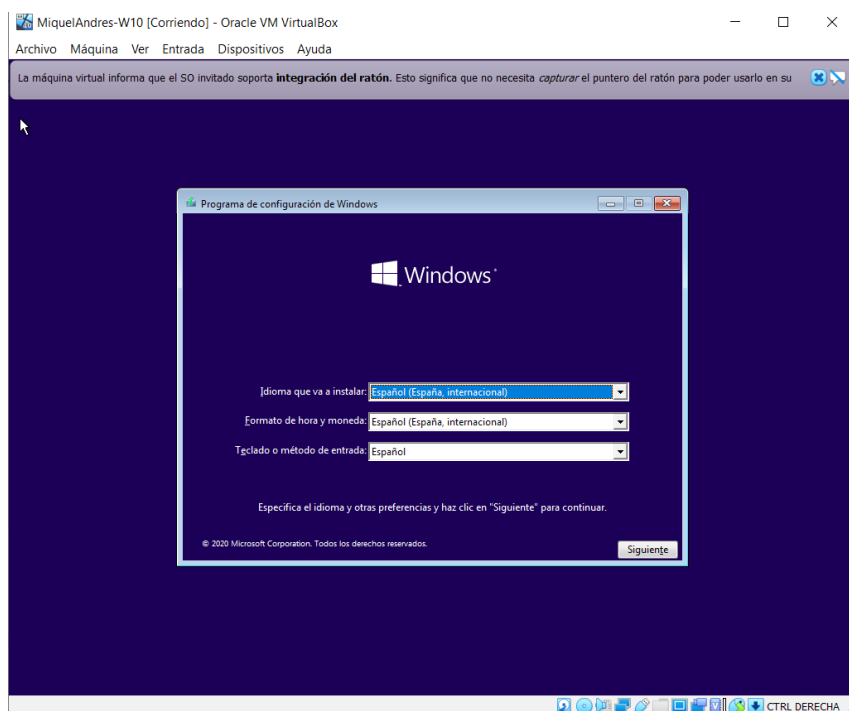 MiquelAndres-W10 [Corriendo] - Oracle VM VirtualBox
Archivo Máquina Ver Entrada Dispositivos Ayuda
La máquina virtual informa que el SO invitado soporta integración del ratón. Esto significa que no necesita capturar el puntero del ratón para poder usarlo en su
Programa de configuración de Windows
Windows
Idioma que va a instalar: Español (España, internacional)
Formato de hora y moneda: Español (España, internacional)
Teclado o método de entrada: Español
Especifica el idioma y otras preferencias y haz clic en "Siguiente" para continuar.
© 2020 Microsoft Corporation. Todos los derechos reservados.
Siguiente
CTRL DERECHA